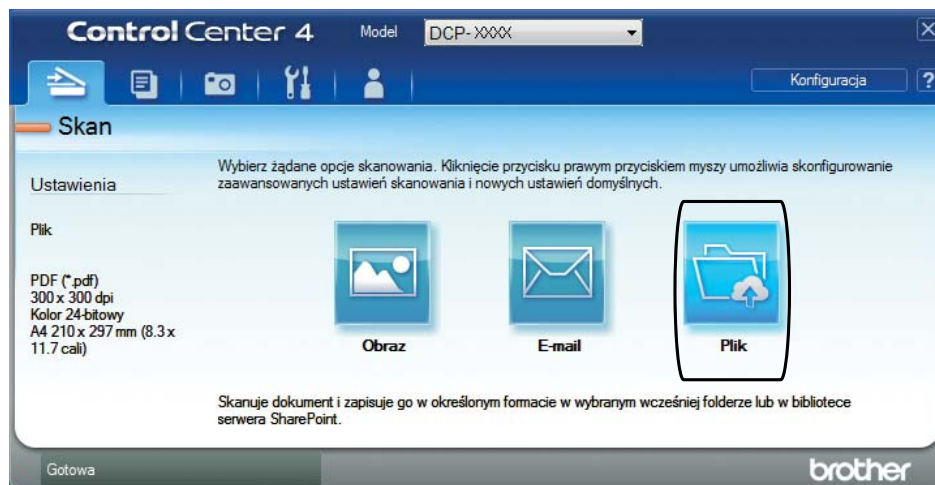 Control Center 4
Model
DCP-XXXX
Konfiguracja
?
Skan
Ustawienia
Plik
PDF (*.pdf)
300 x 300 dpi
Kolor 24-bitowy
A4 210 x 297 mm (8.3 x
11.7 cali)
Wybierz żądane opcje skanowania. Kliknięcie przycisku prawym przyciskiem myszy umożliwia skonfigurowanie
zaawansowanych ustawień skanowania i nowych ustawień domyślnych.
Obraz
E-mail
Plik
Skanuje dokument i zapisuje go w określonym formacie w wybranym wcześniej folderze lub w bibliotece
serwera SharePoint.
Gotowa
brother